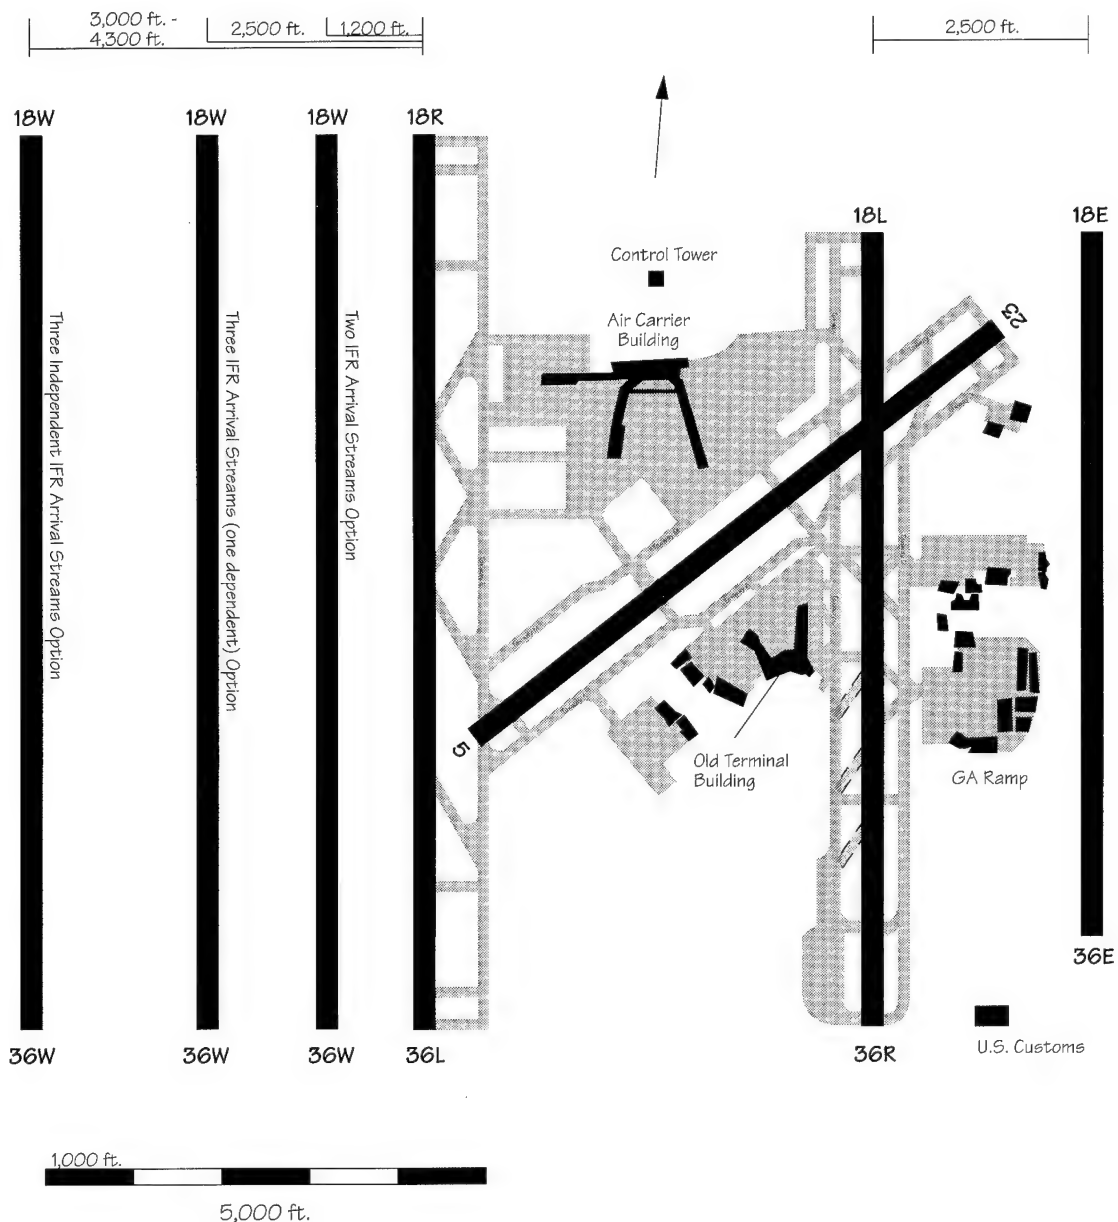 3,000 ft. -
4,300 ft.
2,500 ft.
1,200 ft.
2,500 ft.
18W
18W
18W
18R
18L
18E
Control Tower
Air Carrier
Building
23
Three Independent IFR Arrival Streams Option
Three IFR Arrival Streams (one dependent) Option
Two IFR Arrival Streams Option
5
Old Terminal
Building
GA Ramp
36E
36W
36W
36W
36L
36R
U.S. Customs
1,000 ft.
5,000 ft.